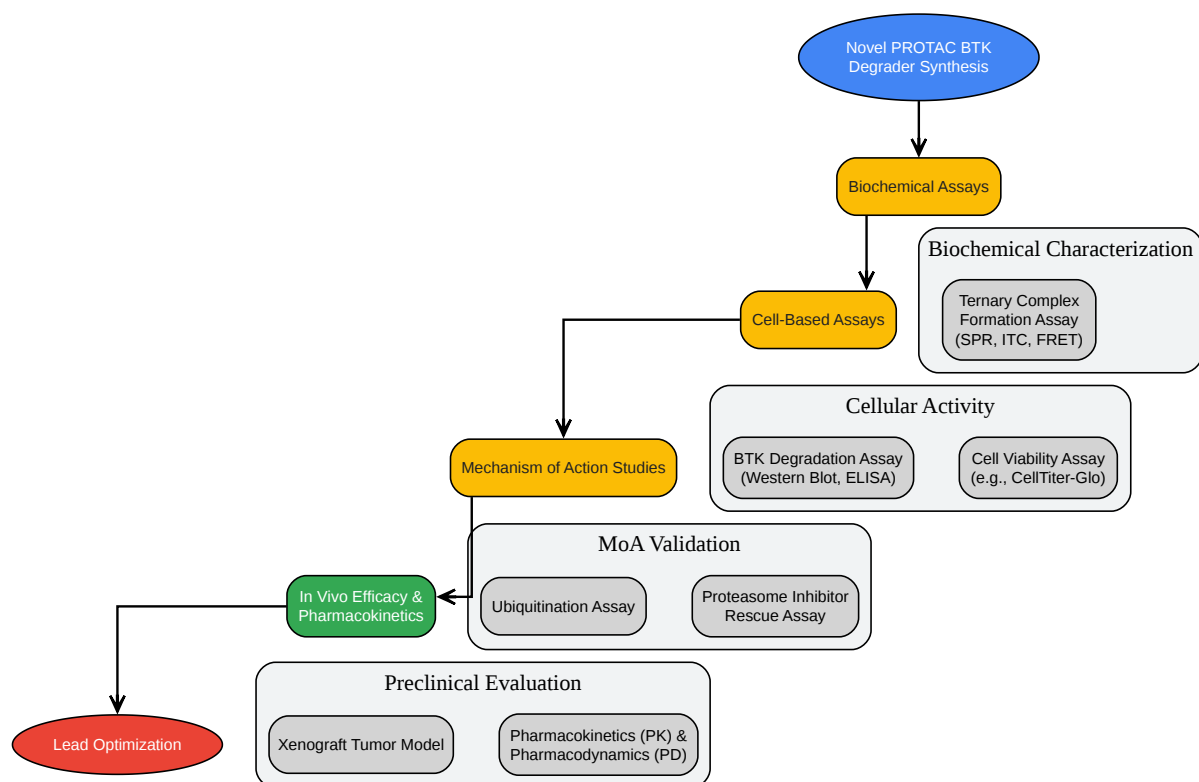 Novel PROTAC BTK
Degrader Synthesis
Biochemical Assays
Biochemical Characterization
Ternary Complex
Formation Assay
(SPR, ITC, FRET)
Cell-Based Assays
Cellular Activity
BTK Degradation Assay
(Western Blot, ELISA)
Cell Viability Assay
(e.g., CellTiter-Glo)
Mechanism of Action Studies
MoA Validation
Ubiquitination Assay
Proteasome Inhibitor
Rescue Assay
In Vivo Efficacy &
Pharmacokinetics
Preclinical Evaluation
Xenograft Tumor Model
Pharmacokinetics (PK) &
Pharmacodynamics (PD)
Lead Optimization